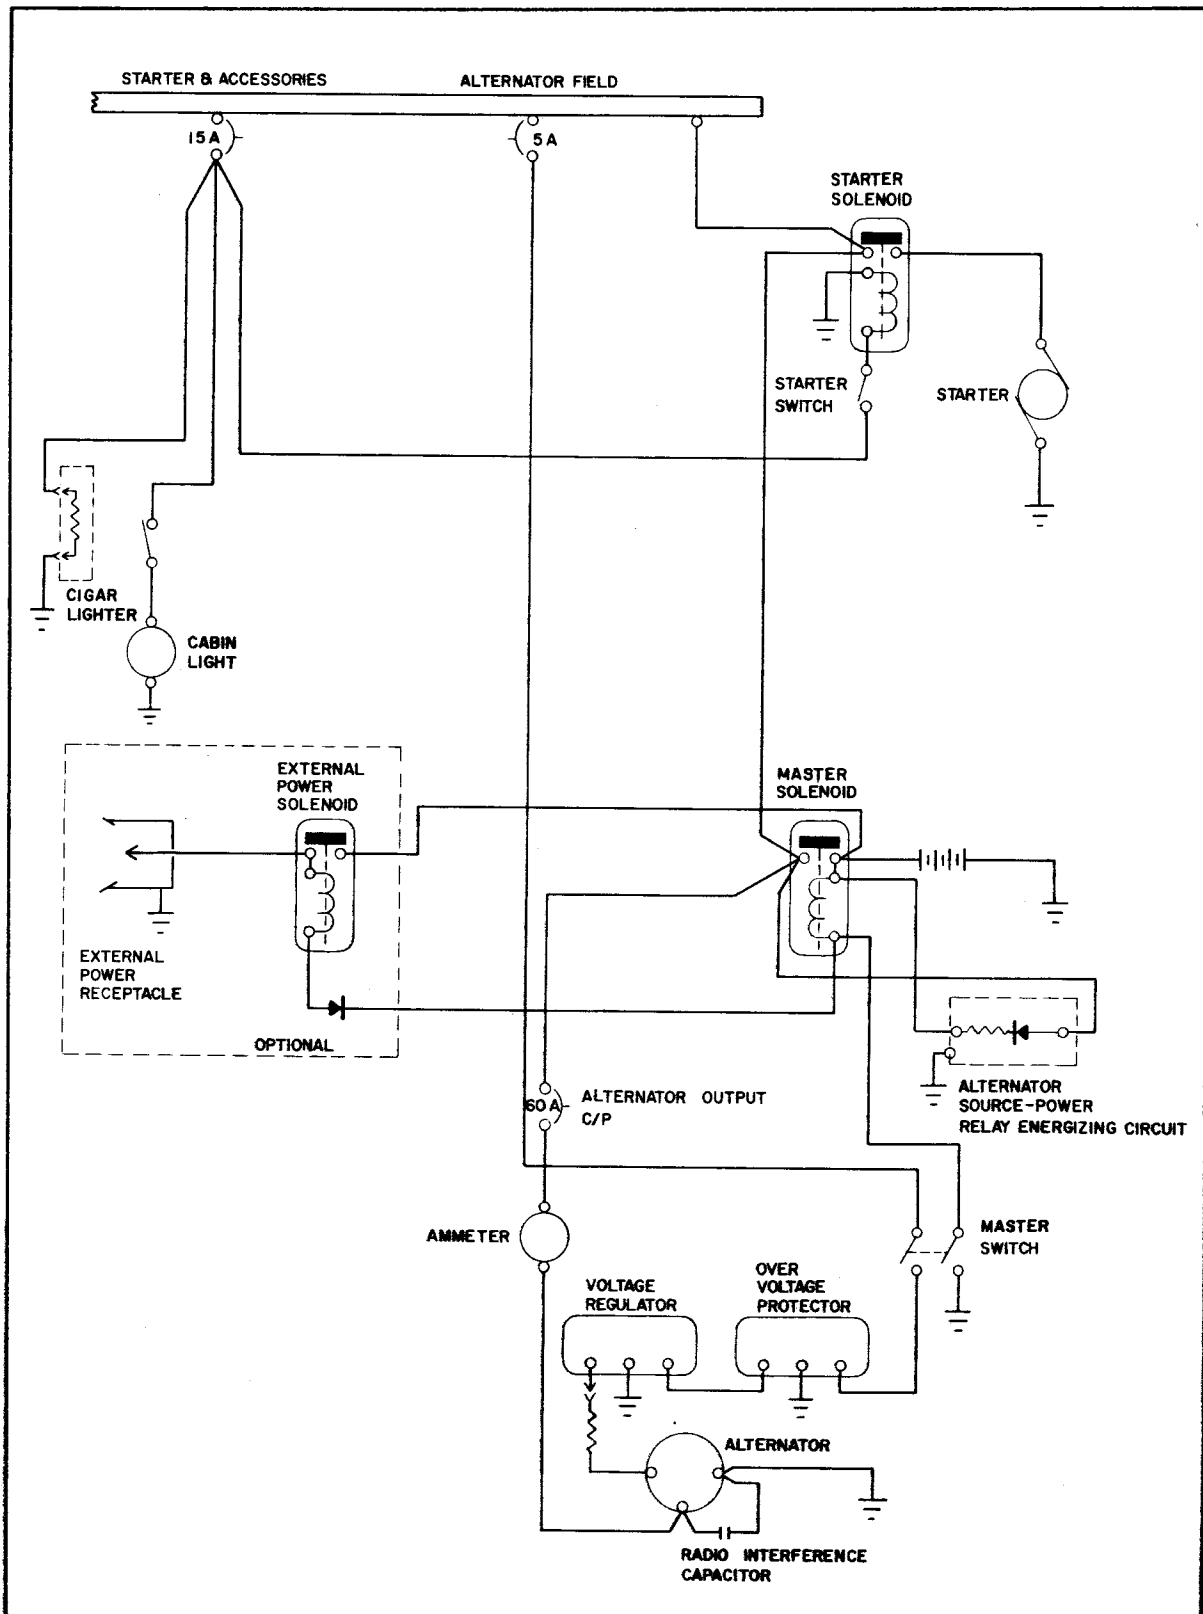 STARTER & ACCESSORIES
ALTERNATOR FIELD
15A
5A
STARTER
SOLENOID
STARTER
SWITCH
STARTER
CIGAR
LIGHTER
CABIN
LIGHT
EXTERNAL
POWER
SOLENOID
MASTER
SOLENOID
EXTERNAL
POWER
RECEPTACLE
OPTIONAL
60A
ALTERNATOR OUTPUT
C/P
ALTERNATOR
SOURCE-POWER
RELAY ENERGIZING CIRCUIT
AMMETER
MASTER
SWITCH
VOLTAGE
REGULATOR
OVER
VOLTAGE
PROTECTOR
ALTERNATOR
RADIO INTERFERENCE
CAPACITOR